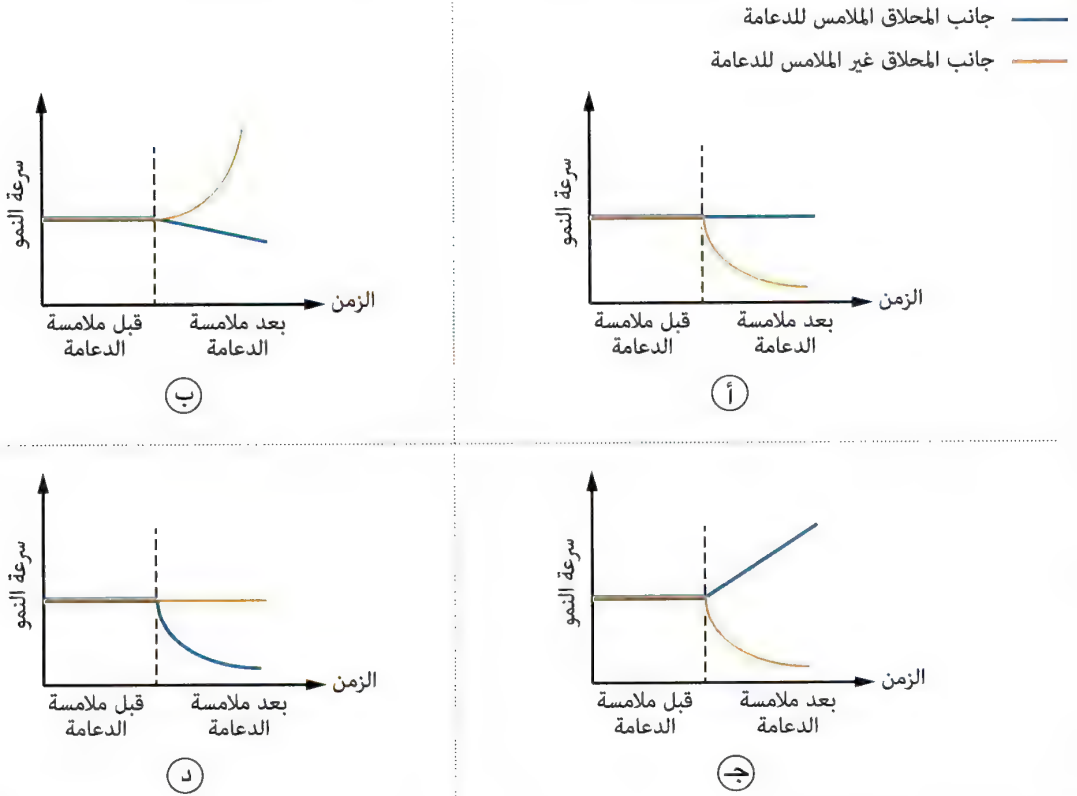 جانب المحلاق الملامس للدعامة
جانب المحلاق غير الملامس للدعامة
سرعة النمو
الزمن
قبل ملامسة
الدعامة
بعد ملامسة
الدعامة
أ
سرعة النمو
الزمن
قبل ملامسة
الدعامة
بعد ملامسة
الدعامة
ب
سرعة النمو
الزمن
قبل ملامسة
الدعامة
بعد ملامسة
الدعامة
جـ
سرعة النمو
الزمن
قبل ملامسة
الدعامة
بعد ملامسة
الدعامة
د